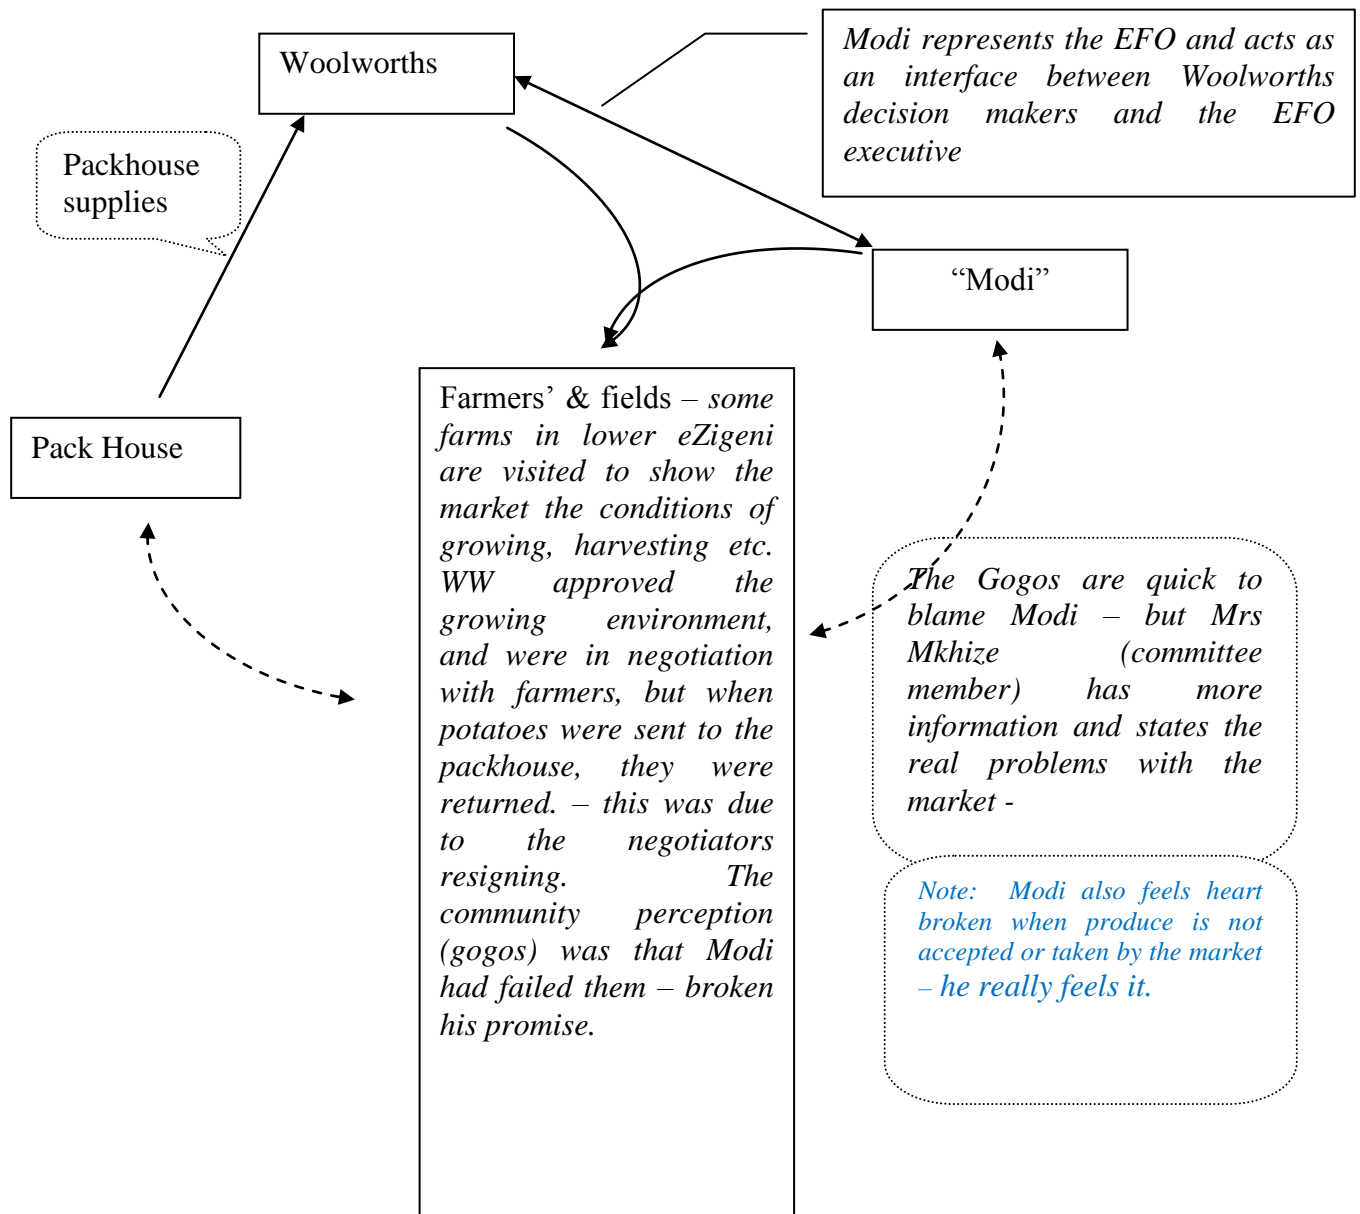 Woolworths
Modi represents the EFO and acts as
an interface between Woolworths
decision makers and the EFO
executive
Packhouse
supplies
“Modi”
Pack House
Farmers’ & fields – some
farms in lower eZigeni
are visited to show the
market the conditions of
growing, harvesting etc.
WW approved the
growing environment,
and were in negotiation
with farmers, but when
potatoes were sent to the
packhouse, they were
returned. – this was due
to the negotiators
resigning. The
community perception
(gogos) was that Modi
had failed them – broken
his promise.
The Gogos are quick to
blame Modi – but Mrs
Mkhize (committee
member) has more
information and states the
real problems with the
market -
Note: Modi also feels heart
broken when produce is not
accepted or taken by the market
– he really feels it.